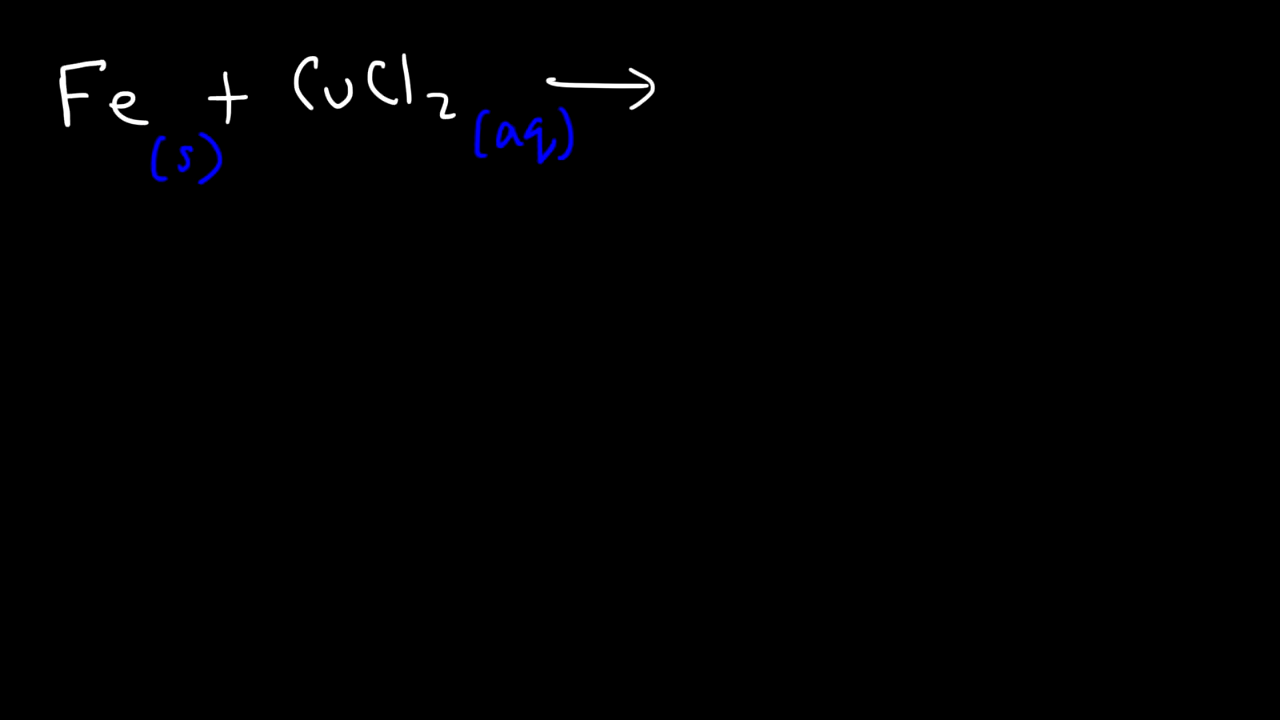 Fe (s) + CuCl₂ (aq) ⟶